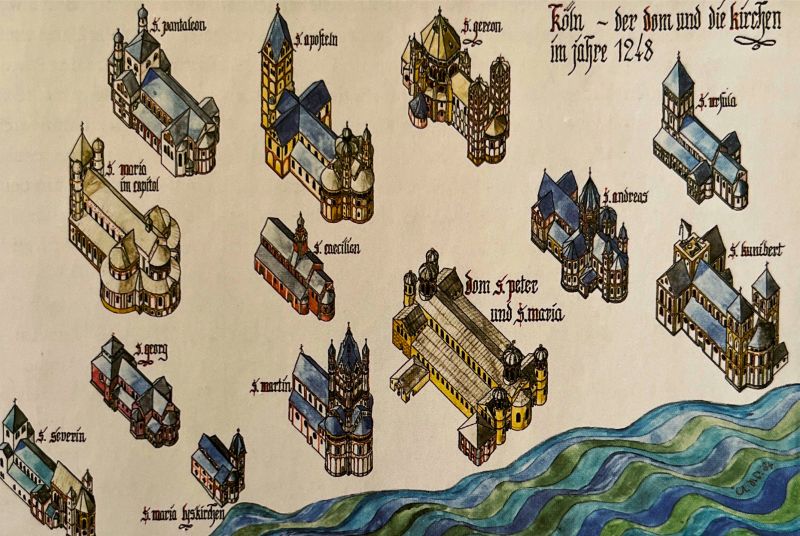 Köln ~ der dom und die kirchen
im jahre 1248
S. pantaleon
S. aposteln
S. gereon
S. ursula
S. maria
im capitol
S. caecilien
S. andreas
S. kunibert
dom S. peter
und S. maria
S. georg
S. martin
S. severin
S. maria lyskirchen